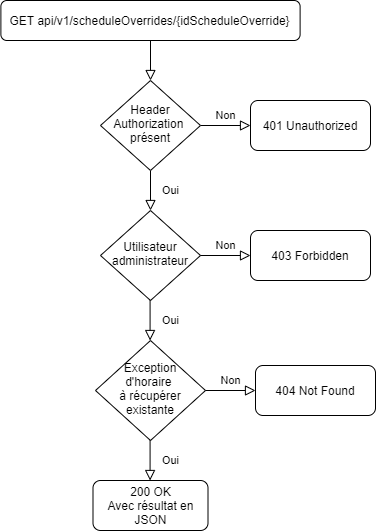 GET api/v1/scheduleOverrides/{idScheduleOverride}
Header
Authorization
présent
Non
401 Unauthorized
Oui
Utilisateur
administrateur
Non
403 Forbidden
Oui
Exception
d'horaire
à récupérer
existante
Non
404 Not Found
Oui
200 OK
Avec résultat en
JSON